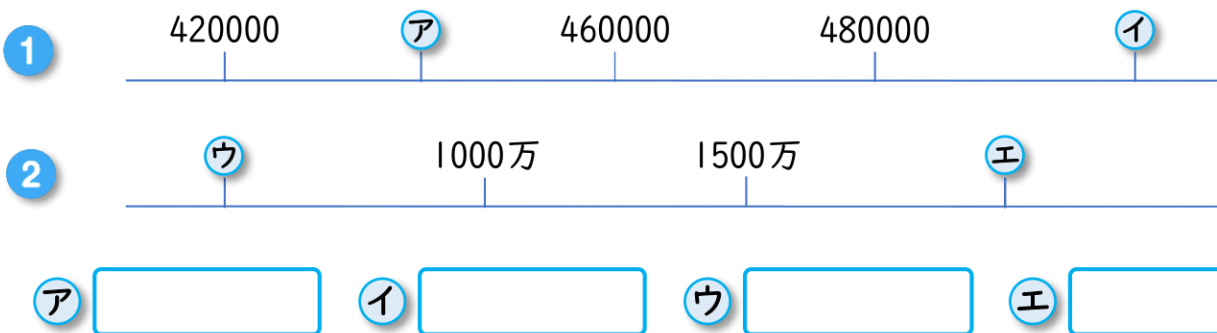 1 420000 ア 460000 480000 イ
2 ウ 1000万 1500万 エ
ア イ ウ エ